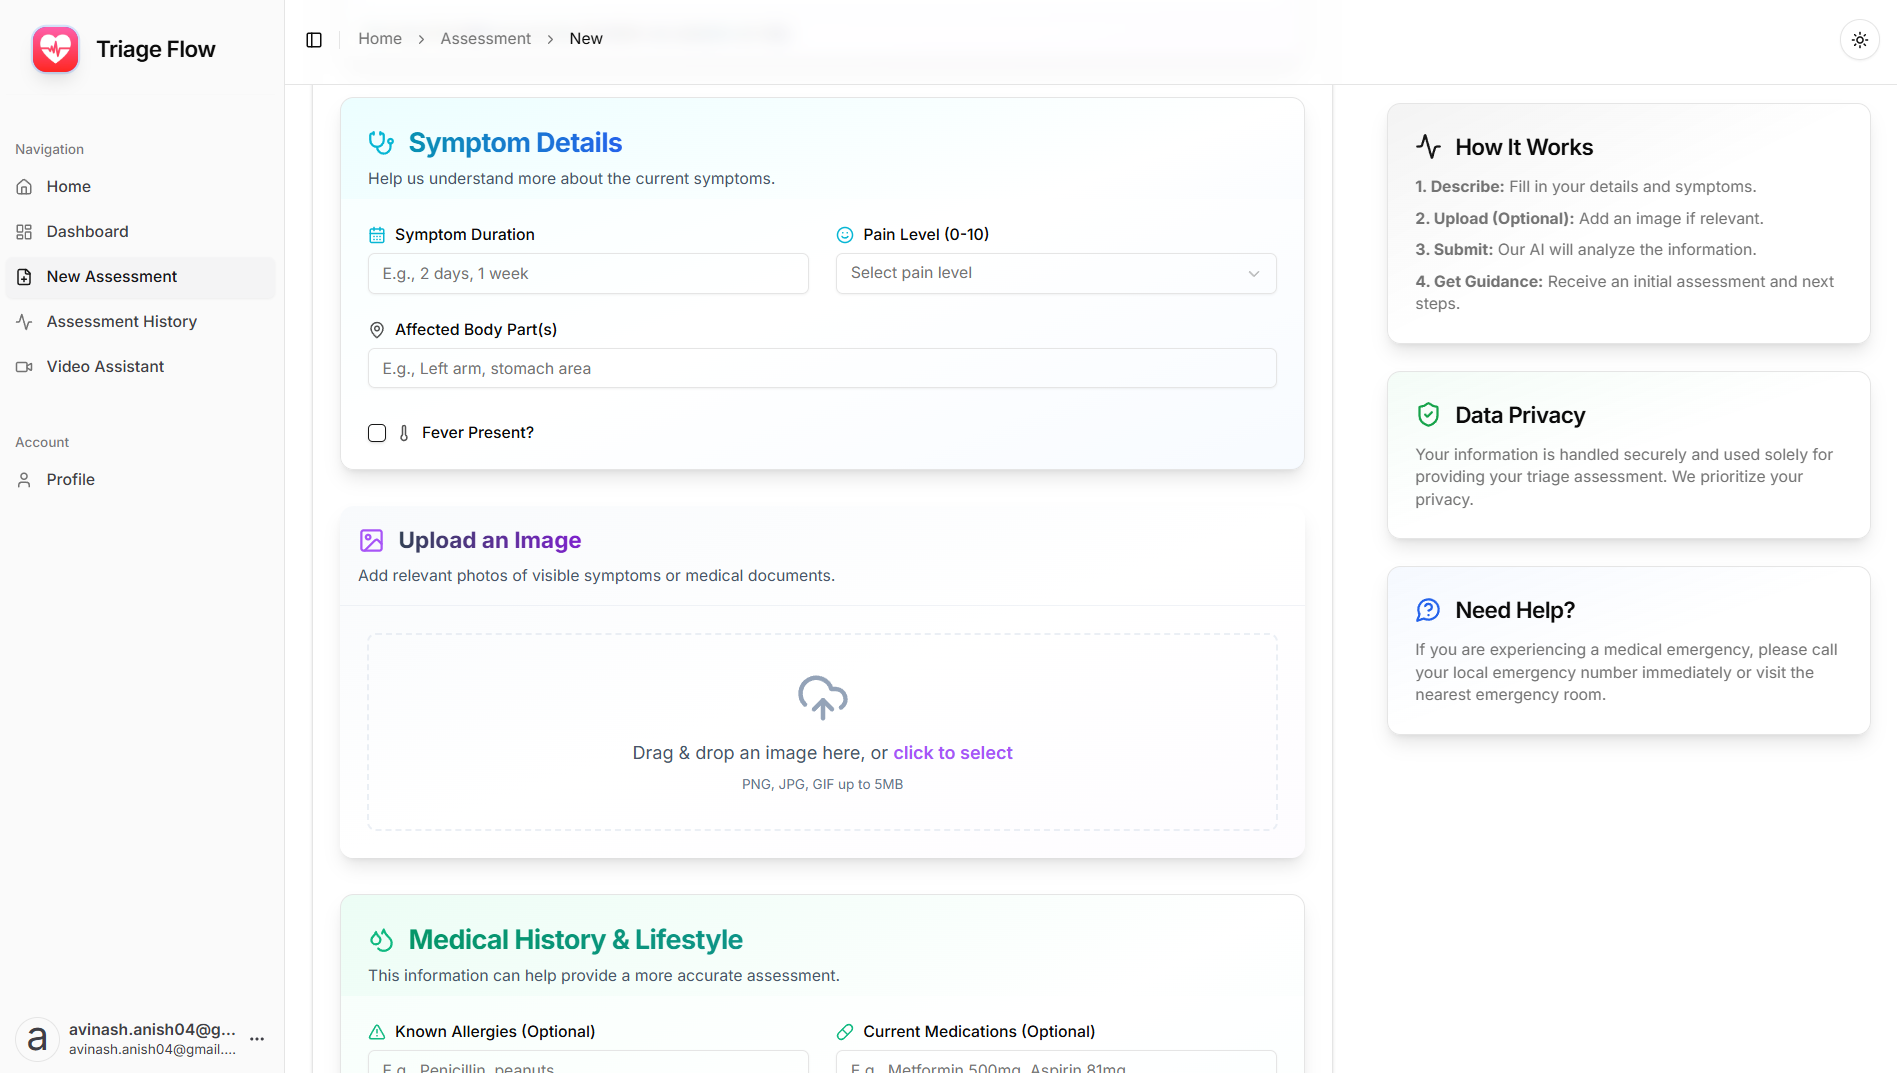 Triage Flow
Navigation
Home
Dashboard
New Assessment
Assessment History
Video Assistant
Account
Profile
a
avinash.anish04@g...
avinash.anish04@gmail....
Home > Assessment > New
Symptom Details
Help us understand more about the current symptoms.
Symptom Duration
E.g., 2 days, 1 week
Pain Level (0-10)
Select pain level
Affected Body Part(s)
E.g., Left arm, stomach area
Fever Present?
Upload an Image
Add relevant photos of visible symptoms or medical documents.
Drag & drop an image here, or click to select
PNG, JPG, GIF up to 5MB
Medical History & Lifestyle
This information can help provide a more accurate assessment.
Known Allergies (Optional)
E.g., Penicillin, peanuts
Current Medications (Optional)
E.g., Metformin 500mg, Aspirin 81mg
How It Works
1. Describe: Fill in your details and symptoms.
2. Upload (Optional): Add an image if relevant.
3. Submit: Our AI will analyze the information.
4. Get Guidance: Receive an initial assessment and next
steps.
Data Privacy
Your information is handled securely and used solely for
providing your triage assessment. We prioritize your
privacy.
Need Help?
If you are experiencing a medical emergency, please call
your local emergency number immediately or visit the
nearest emergency room.